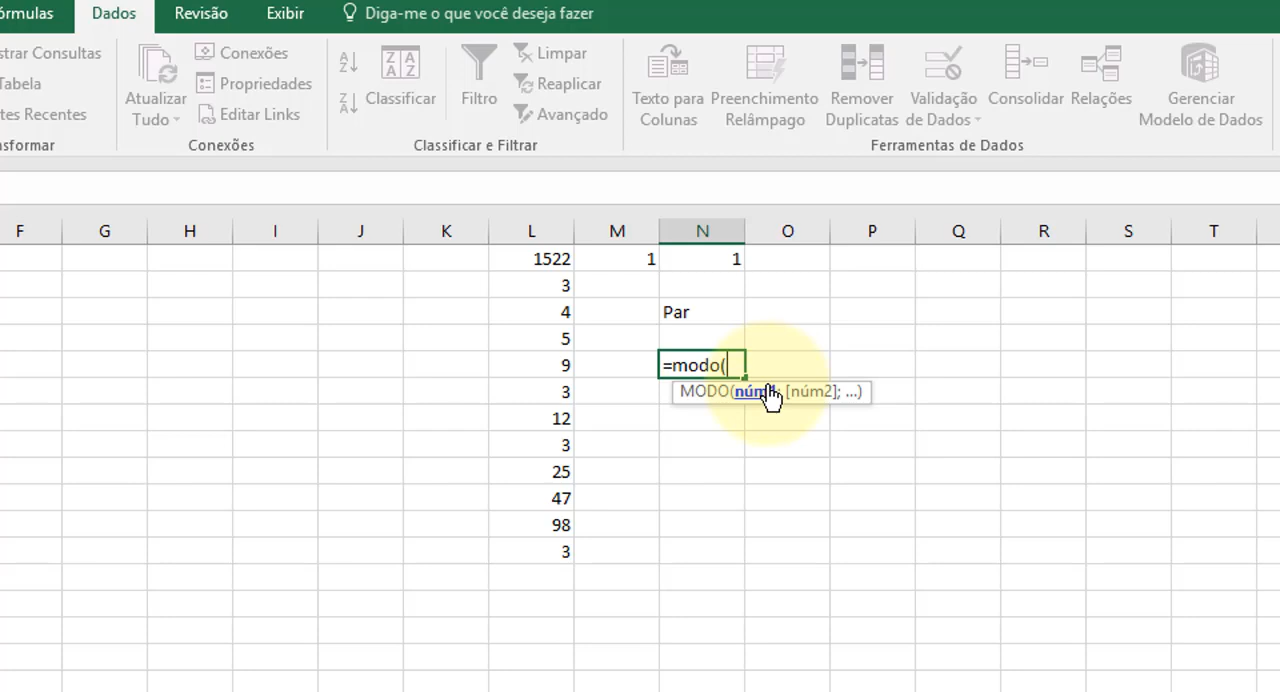 órmulas Dados Revisão Exibir Diga-me o que você deseja fazer
strar Consultas
Tabela
tes Recentes
nsformar
Atualizar
Tudo
Conexões
Propriedades
Editar Links
Conexões
A
Z
Z
A
Z A
A Z
Classificar
Filtro
Limpar
Reaplicar
Avançado
Classificar e Filtrar
Texto para
Colunas
Preenchimento
Relâmpago
Remover
Duplicatas
Validação
de Dados
Consolidar
Relações
Gerenciar
Modelo de Dados
Ferramentas de Dados
F G H I J K L M N O P Q R S T
1522 1 1
3
4 Par
5
9 =modo(
3 MODO(núm1; [núm2]; ...)
12
3
25
47
98
3